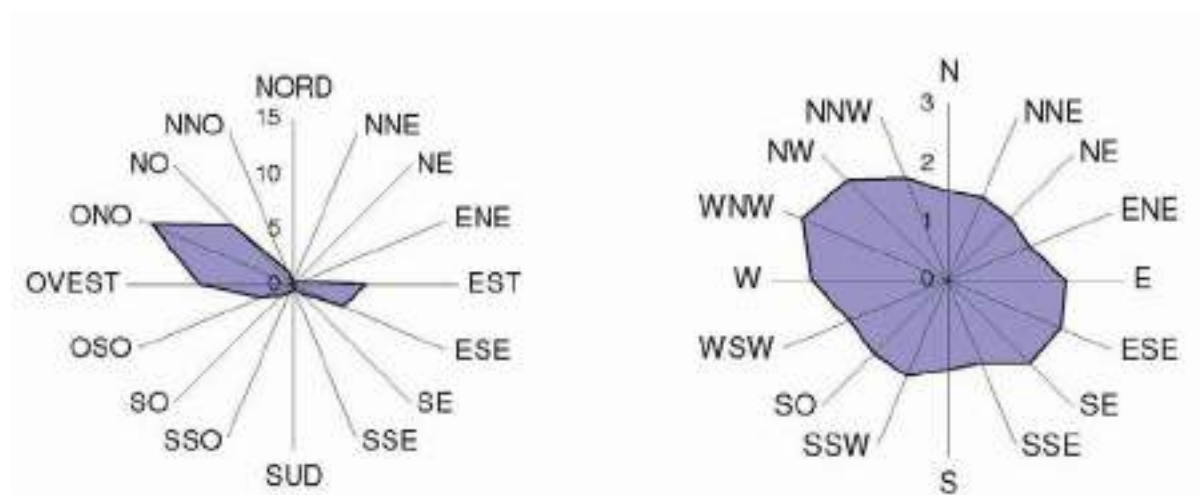 NORD
15
NNO
NNE
NO
10
NE
ONO
5
ENE
OVEST
0
EST
OSO
ESE
SO
SE
SSO
SSE
SUD
N
3
NNW
NNE
NW
2
NE
WNW
1
ENE
W
0
E
WSW
ESE
SO
SE
SSW
SSE
S